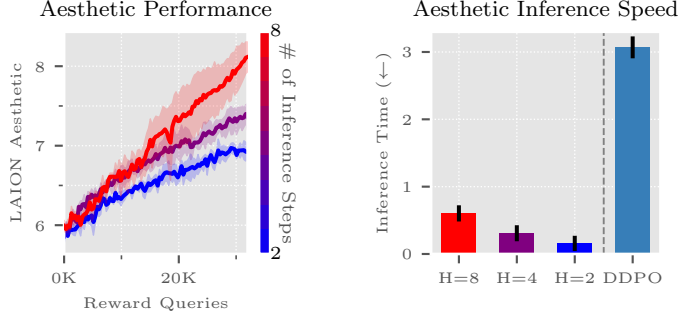 Aesthetic Performance
8
7
6
LAION Aesthetic
0K
20K
Reward Queries
8
2
# of Inference Steps
Aesthetic Inference Speed
3
2
1
0
Inference Time (←)
H=8
H=4
H=2
DDPO